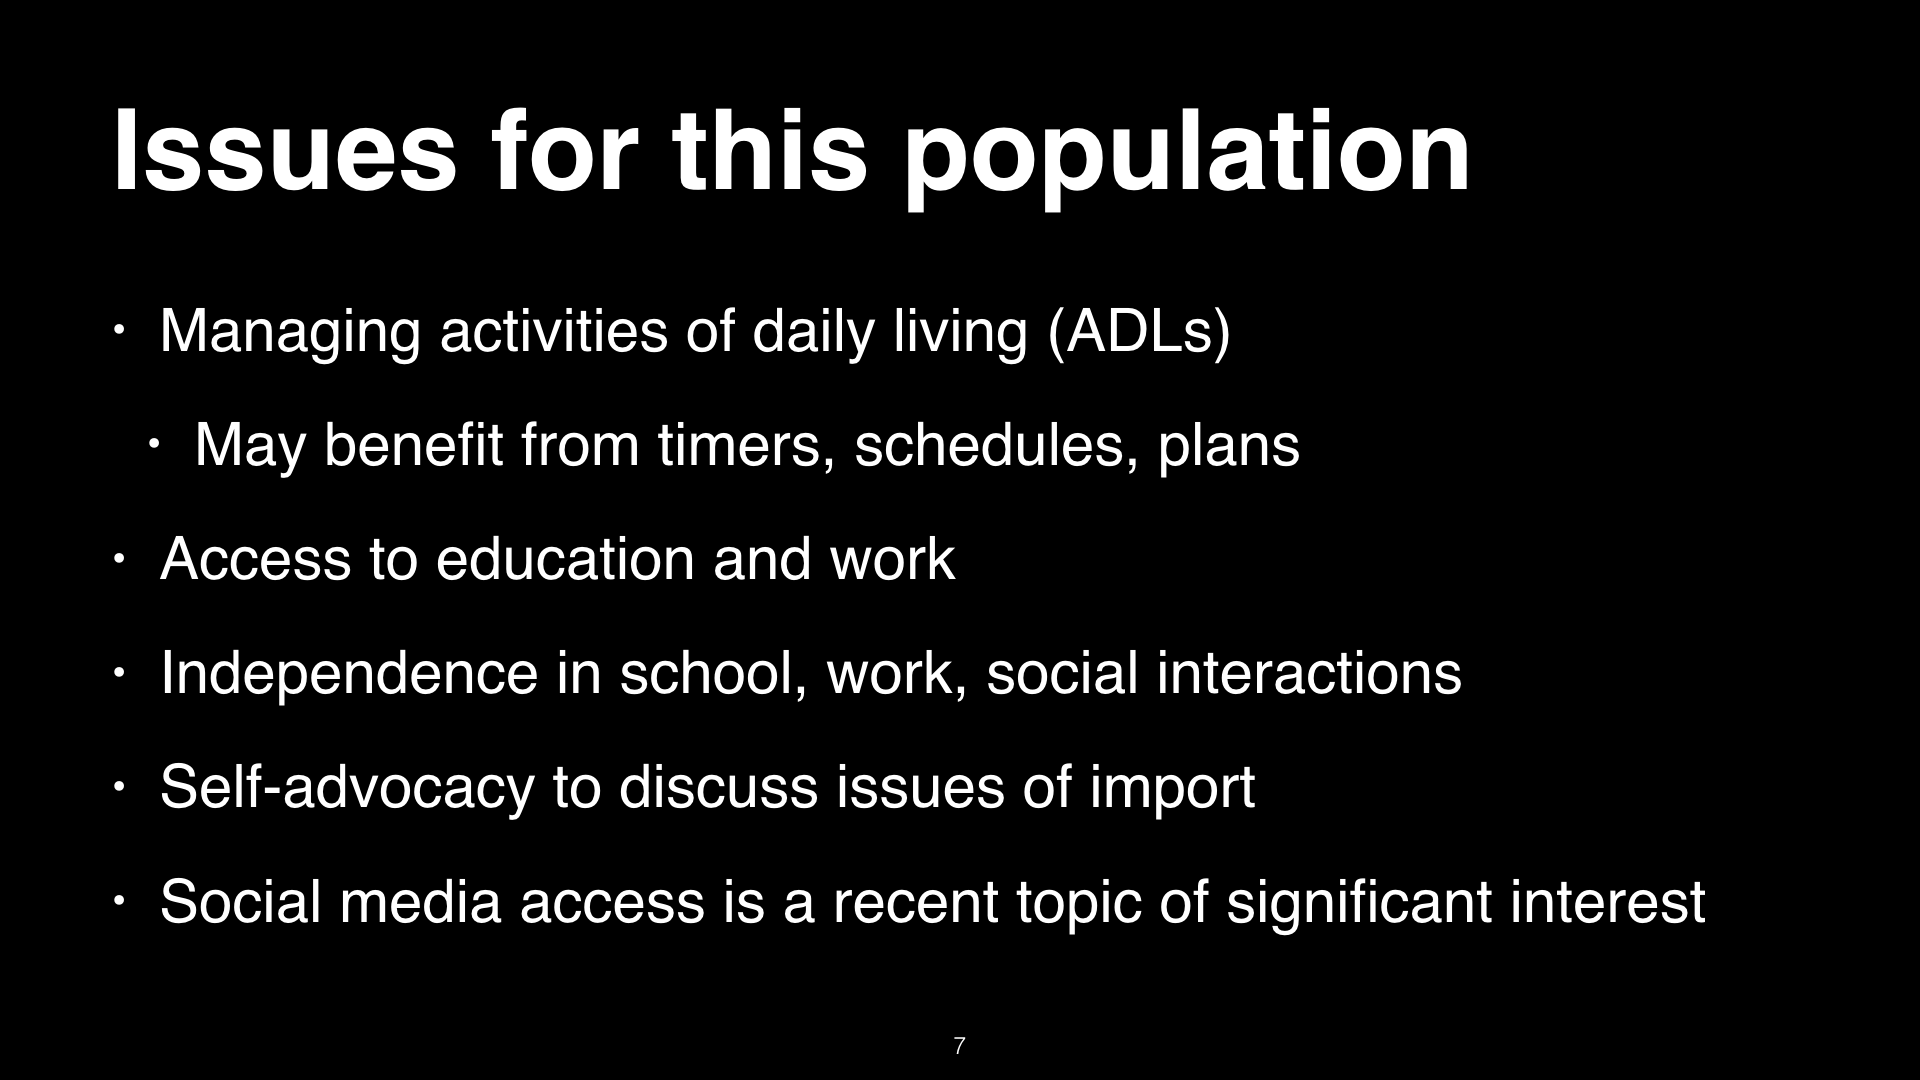 Issues for this population
• Managing activities of daily living (ADLs)
• May benefit from timers, schedules, plans
• Access to education and work
• Independence in school, work, social interactions
• Self-advocacy to discuss issues of import
• Social media access is a recent topic of significant interest
7